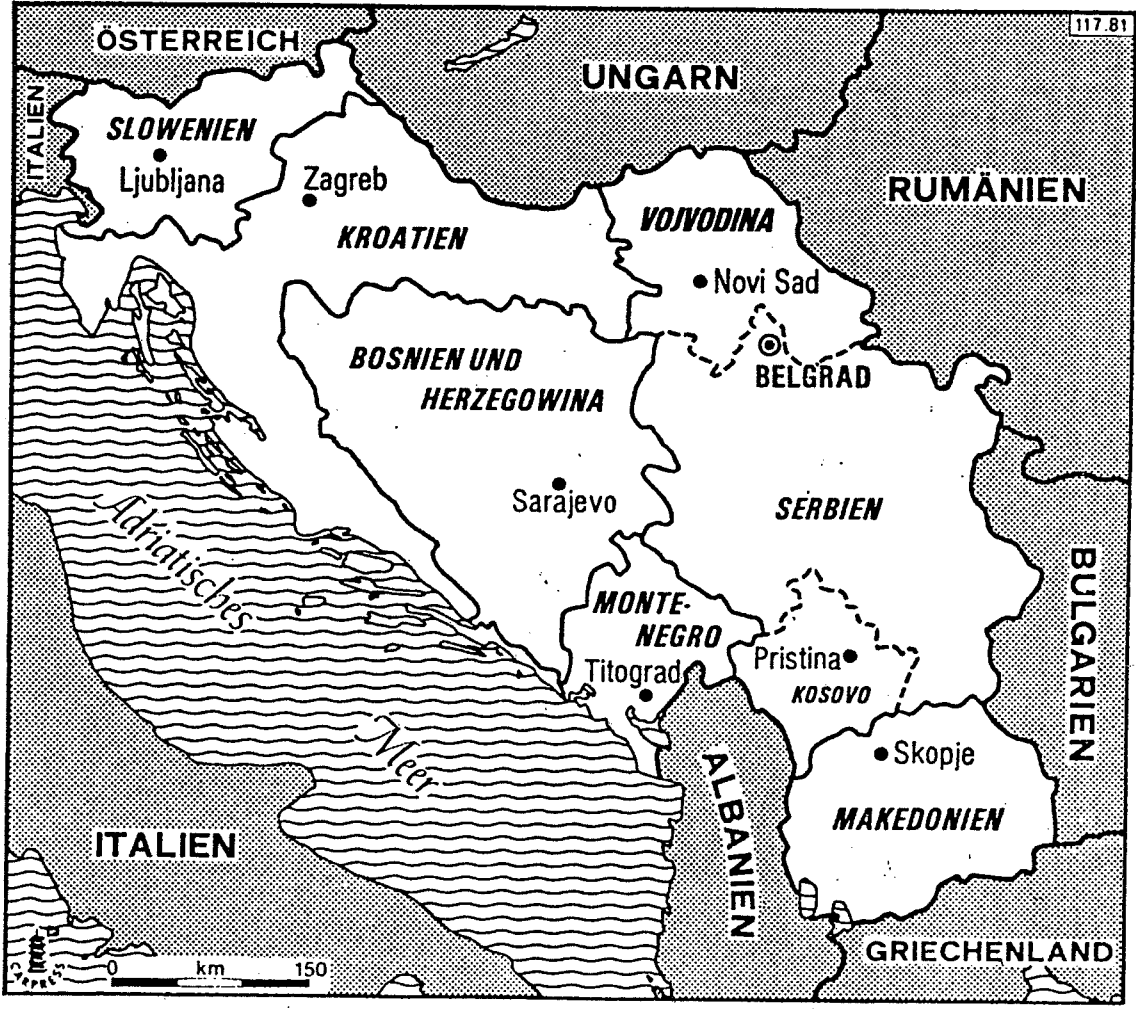 117.81
ÖSTERREICH
UNGARN
ITALIEN
SLOWENIEN
Ljubljana
Zagreb
KROATIEN
RUMÄNIEN
VOJVODINA
Novi Sad
BELGRAD
BOSNIEN UND
HERZEGOWINA
Sarajevo
SERBIEN
Adriatisches
Meer
MONTE-
NEGRO
Titograd
Pristina
KOSOVO
BULGARIEN
Skopje
MAKEDONIEN
ALBANIEN
ITALIEN
GRIECHENLAND
CARPRESS
0 km 150